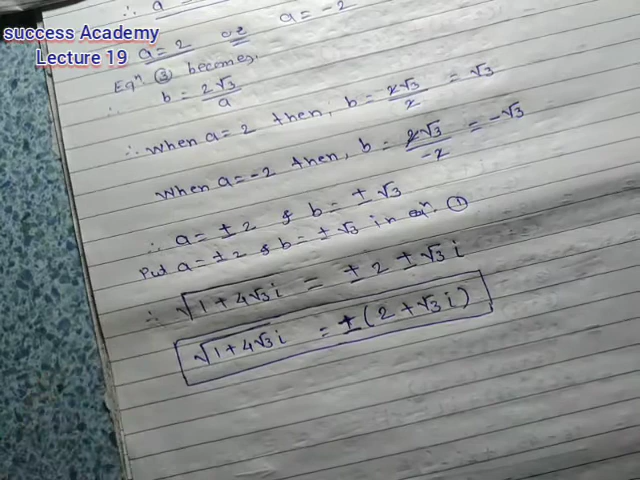 ∴ a
success Academy
Lecture 19
a = 2 or a = -2
Eqⁿ ③ becomes.
∴ b = 2√3/a
∴ When a = 2 then, b = 2√3/2 = √3
When a = -2 then, b = 2√3/-2 = -√3
∴ a = ± 2 & b = ± √3
Put a = ± 2 & b = ± √3 in eqⁿ. ①
∴ √1+4√3i = ± 2 ± √3 i
√1+4√3i = ±(2 + √3 i)